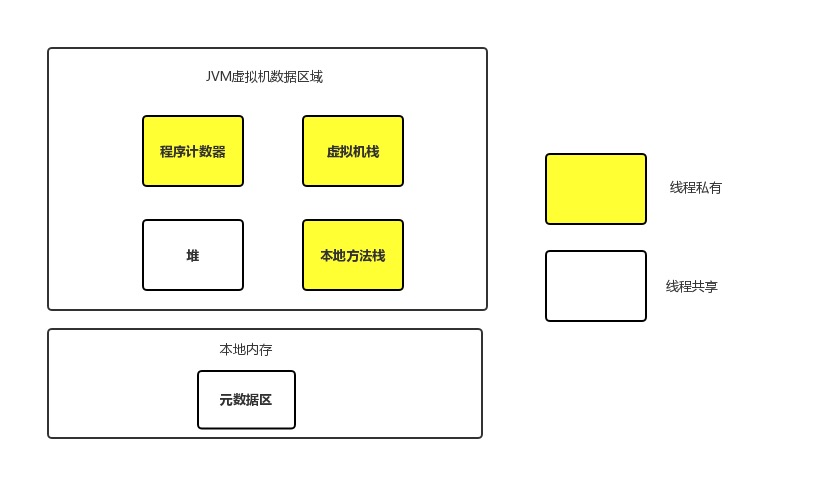 JVM虚拟机数据区域
程序计数器
虚拟机栈
堆
本地方法栈
线程私有
线程共享
本地内存
元数据区